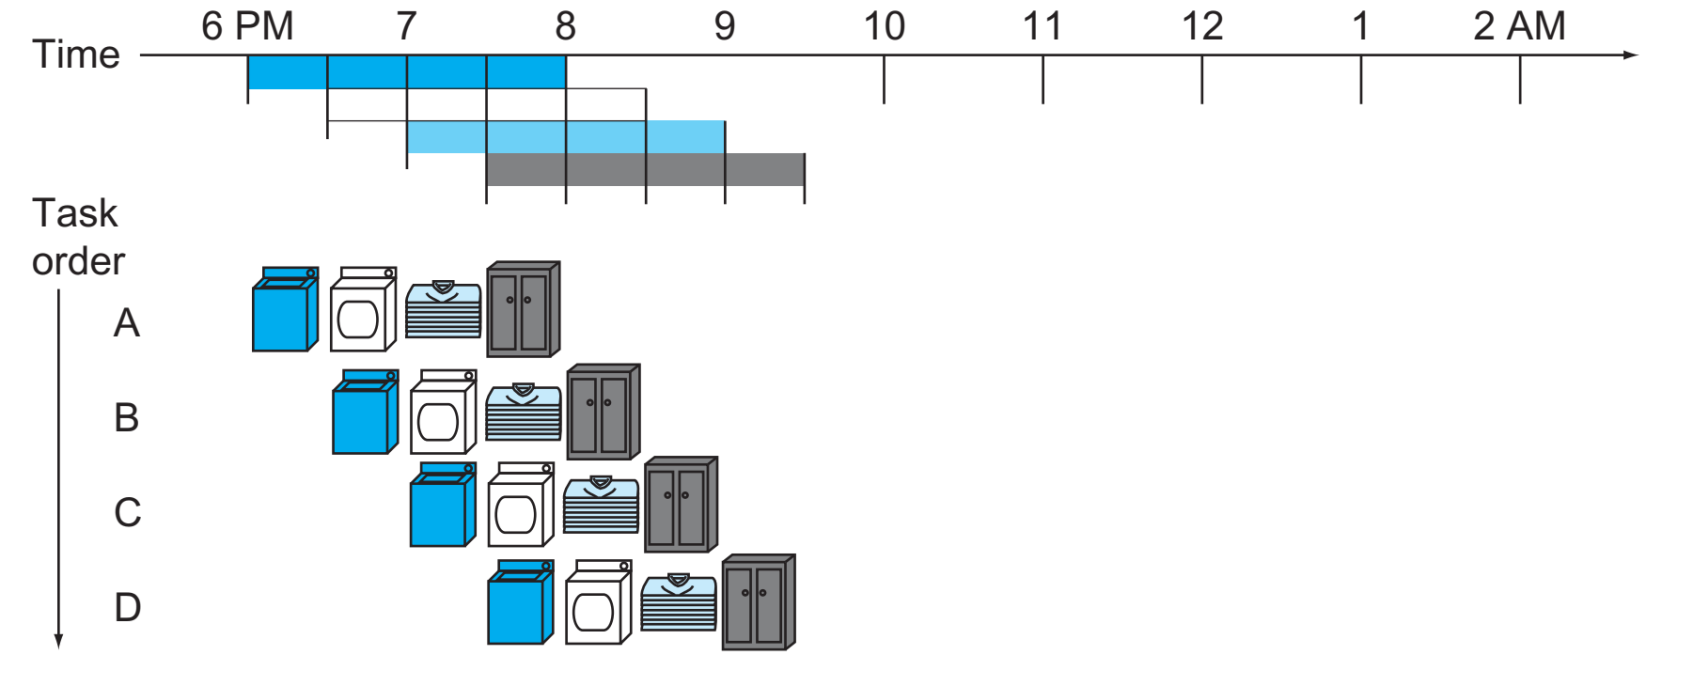 6 PM 7 8 9 10 11 12 1 2 AM
Time
Task
order
A
B
C
D